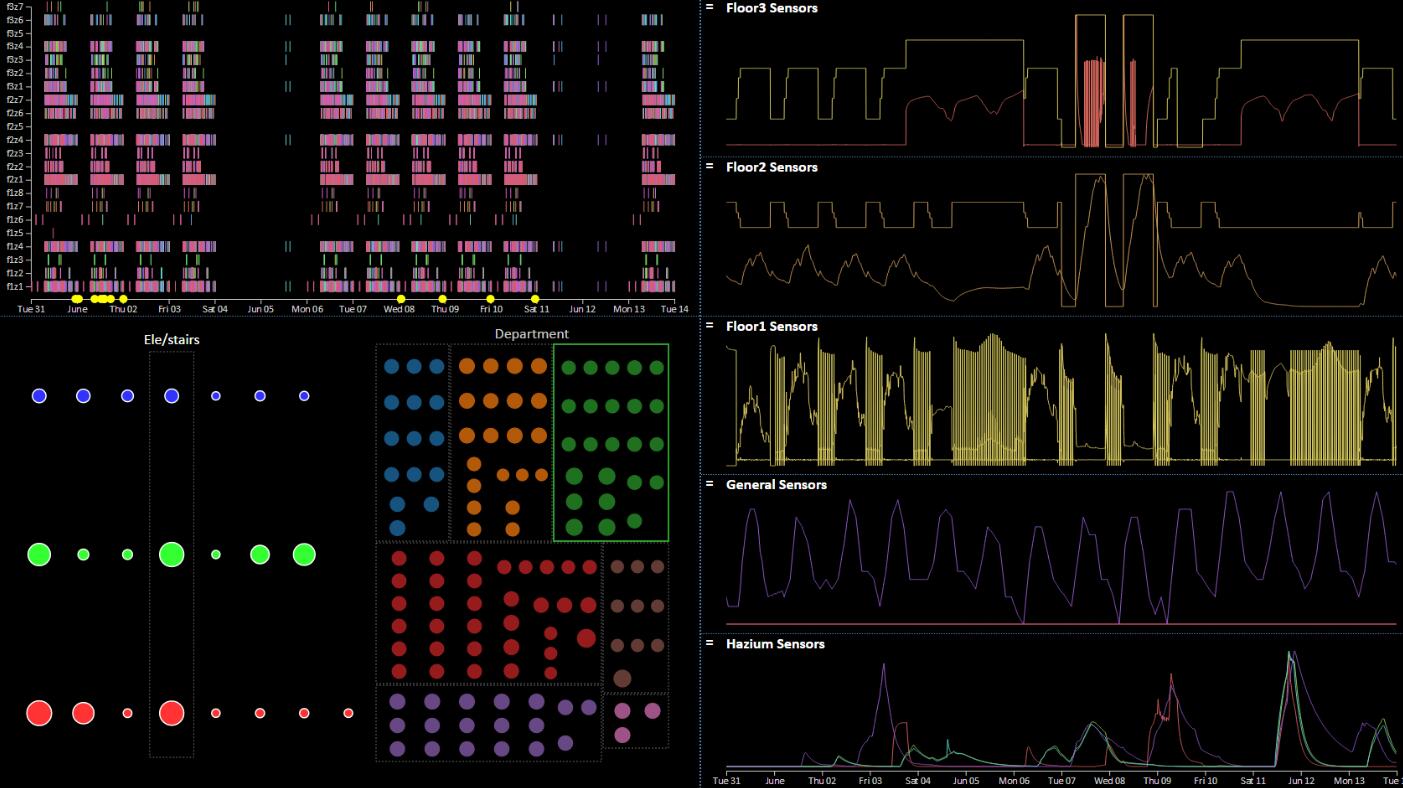 f3z7
f3z6
f3z5
f3z4
f3z3
f3z2
f3z1
f2z7
f2z6
f2z5
f2z4
f2z3
f2z2
f2z1
f1z8
f1z7
f1z6
f1z5
f1z4
f1z3
f1z2
f1z1
Tue 31 June Thu 02 Fri 03 Sat 04 Jun 05 Mon 06 Tue 07 Wed 08 Thu 09 Fri 10 Sat 11 Jun 12 Mon 13 Tue 14
Ele/stairs
Department
= Floor3 Sensors
= Floor2 Sensors
= Floor1 Sensors
= General Sensors
= Hazium Sensors
Tue 31 June Thu 02 Fri 03 Sat 04 Jun 05 Mon 06 Tue 07 Wed 08 Thu 09 Fri 10 Sat 11 Jun 12 Mon 13 Tue